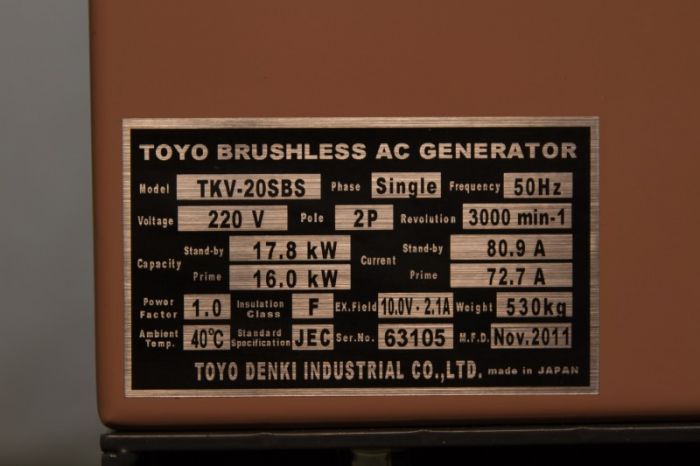 TOYO BRUSHLESS AC GENERATOR
Model TKV-20SBS Phase Single Frequency 50Hz
Voltage 220 V Pole 2P Revolution 3000 min-1
Capacity Stand-by 17.8 kW Current Stand-by 80.9 A
Prime 16.0 kW Prime 72.7 A
Power Factor 1.0 Insulation Glass F EX.Field 10.0V-2.1A Weight 530kg
Ambient Temp. 40℃ Standard Specification JEC Ser.No. 63105 M.F.D. Nov.2011
TOYO DENKI INDUSTRIAL CO.,LTD. made in JAPAN